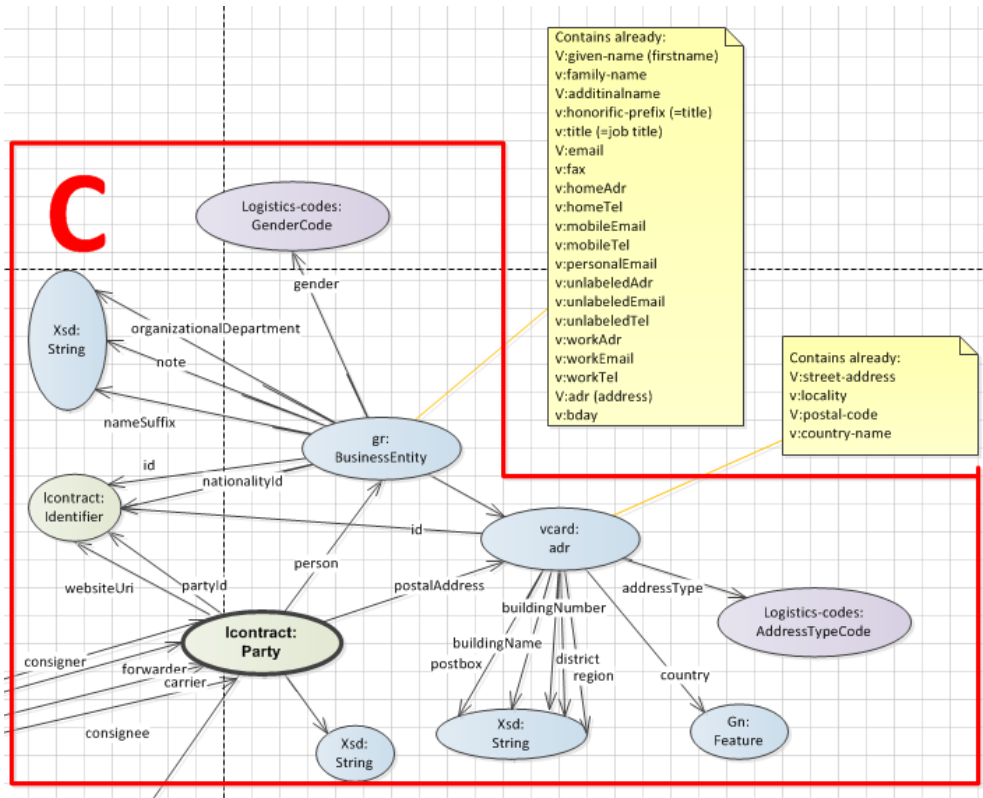 Contains already:
V:given-name (firstname)
v:family-name
V:additinalname
v:honorific-prefix (=title)
v:title (=job title)
V:email
v:fax
v:homeAdr
v:homeTel
v:mobileEmail
v:mobileTel
v:personalEmail
v:unlabeledAdr
v:unlabeledEmail
v:unlabeledTel
v:workAdr
v:workEmail
v:workTel
V:adr (address)
v:bday
C
Logistics-codes:
GenderCode
gender
Xsd:
String
organizationalDepartment
note
nameSuffix
Contains already:
V:street-address
v:locality
V:postal-code
v:country-name
gr:
BusinessEntity
id
nationalityId
lcontract:
Identifier
id
vcard:
adr
person
websiteUri
partyId
postalAddress
addressType
buildingNumber
Logistics-codes:
AddressTypeCode
lcontract:
Party
buildingName
postbox
district
region
country
consigner
forwarder
carrier
consignee
Xsd:
String
Xsd:
String
Gn:
Feature